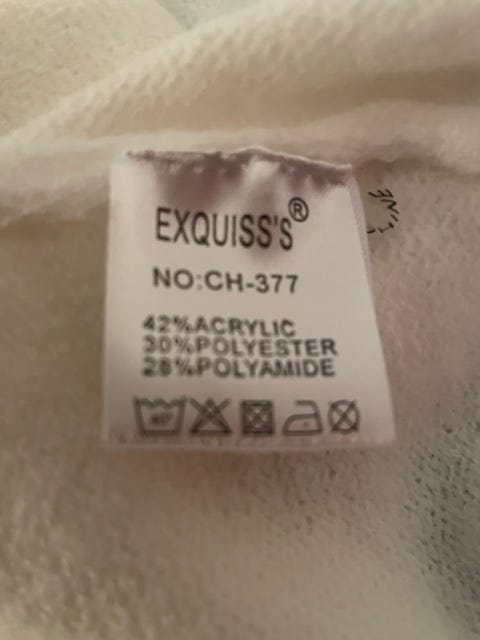 EXQUISS'S®
NO:CH-377
42%ACRYLIC
30%POLYESTER
28%POLYAMIDE